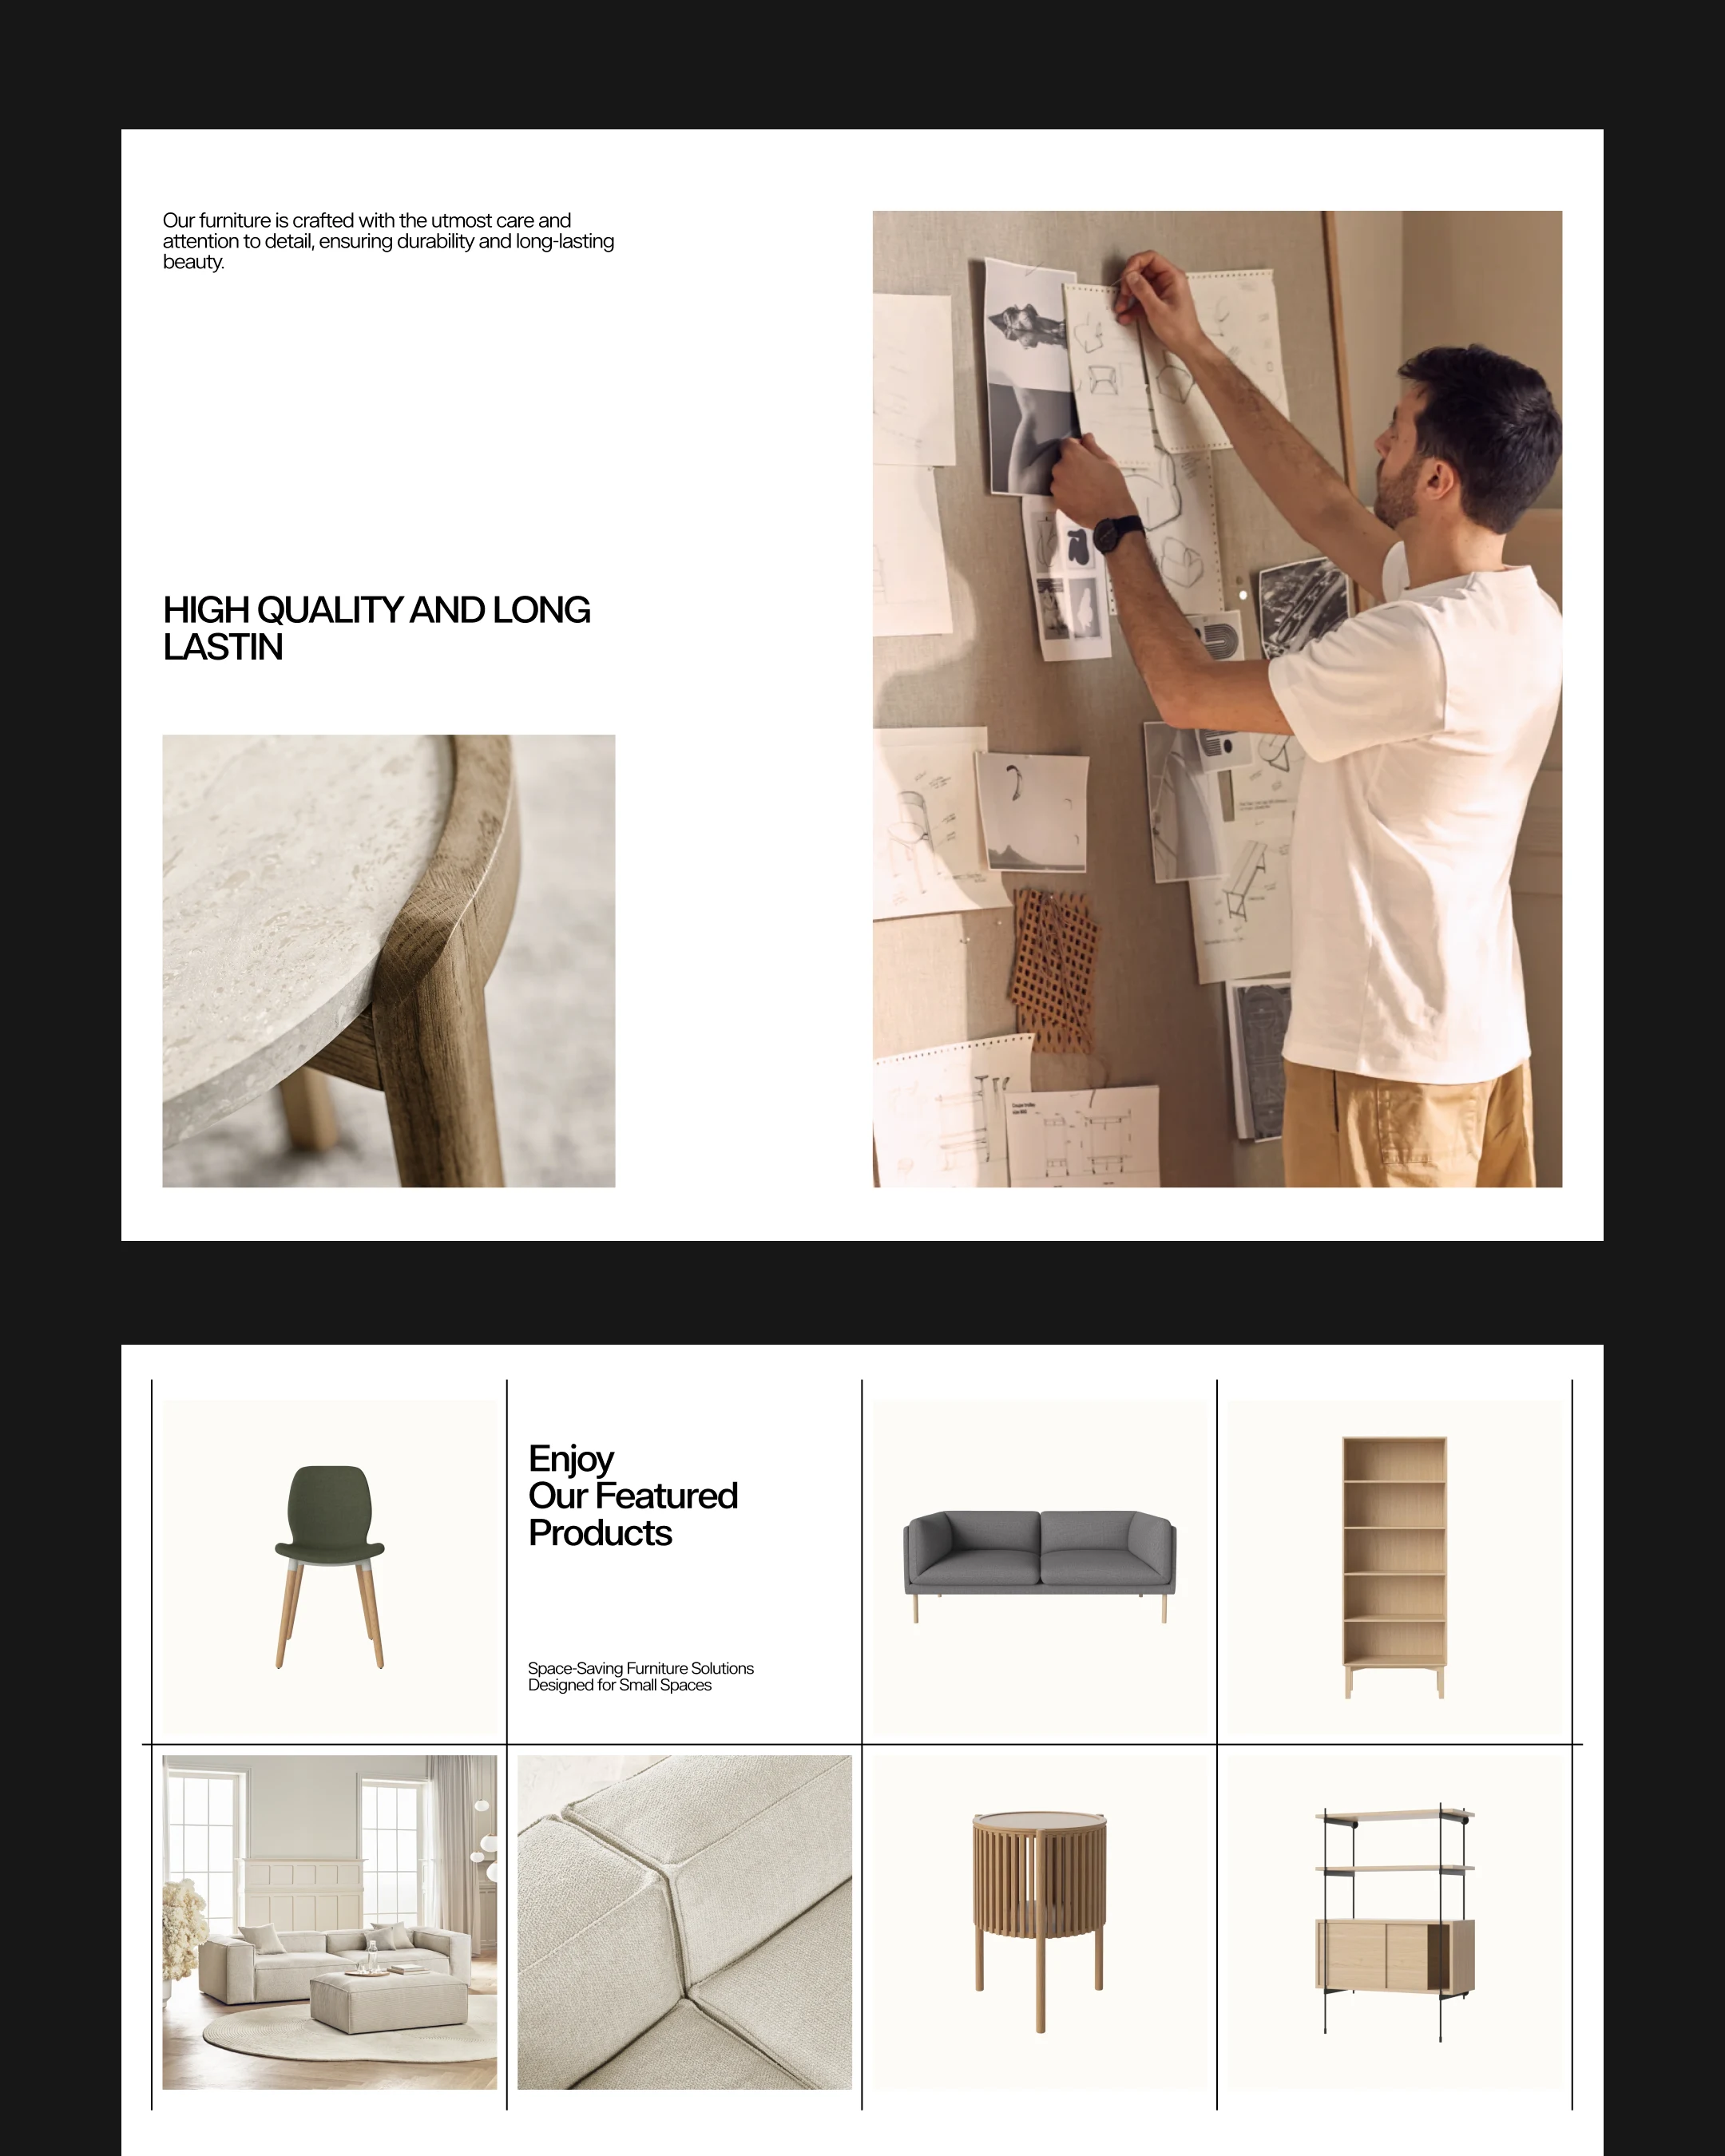 Our furniture is crafted with the utmost care and
attention to detail, ensuring durability and long-lasting
beauty.
HIGH QUALITY AND LONG
LASTIN
Enjoy
Our Featured
Products
Space-Saving Furniture Solutions
Designed for Small Spaces